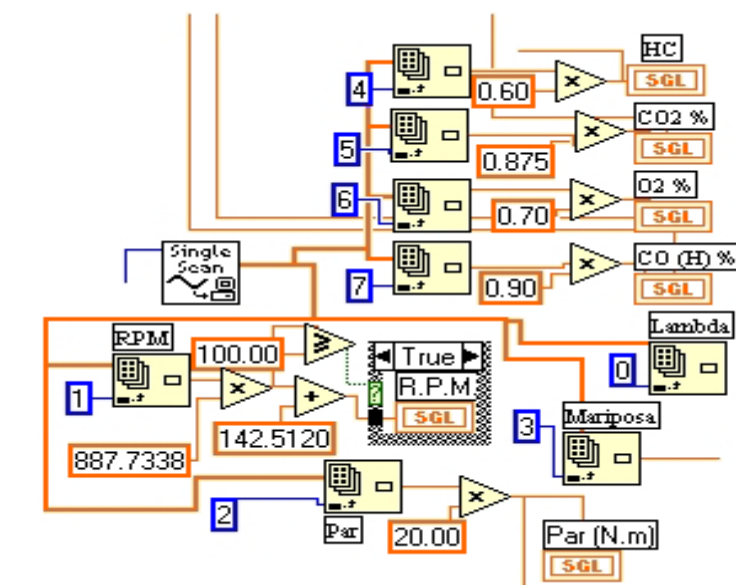 HC
SGL
4
0.60
CO2 %
SGL
5
0.875
O2 %
SGL
6
0.70
CO (H) %
SGL
7
0.90
Single
Scan
Lambda
0
RPM
100.00
≥
True
R.P.M
SGL
?
1
×
+
142.5120
887.7338
Mariposa
3
2
Par
20.00
Par (N.m)
SGL